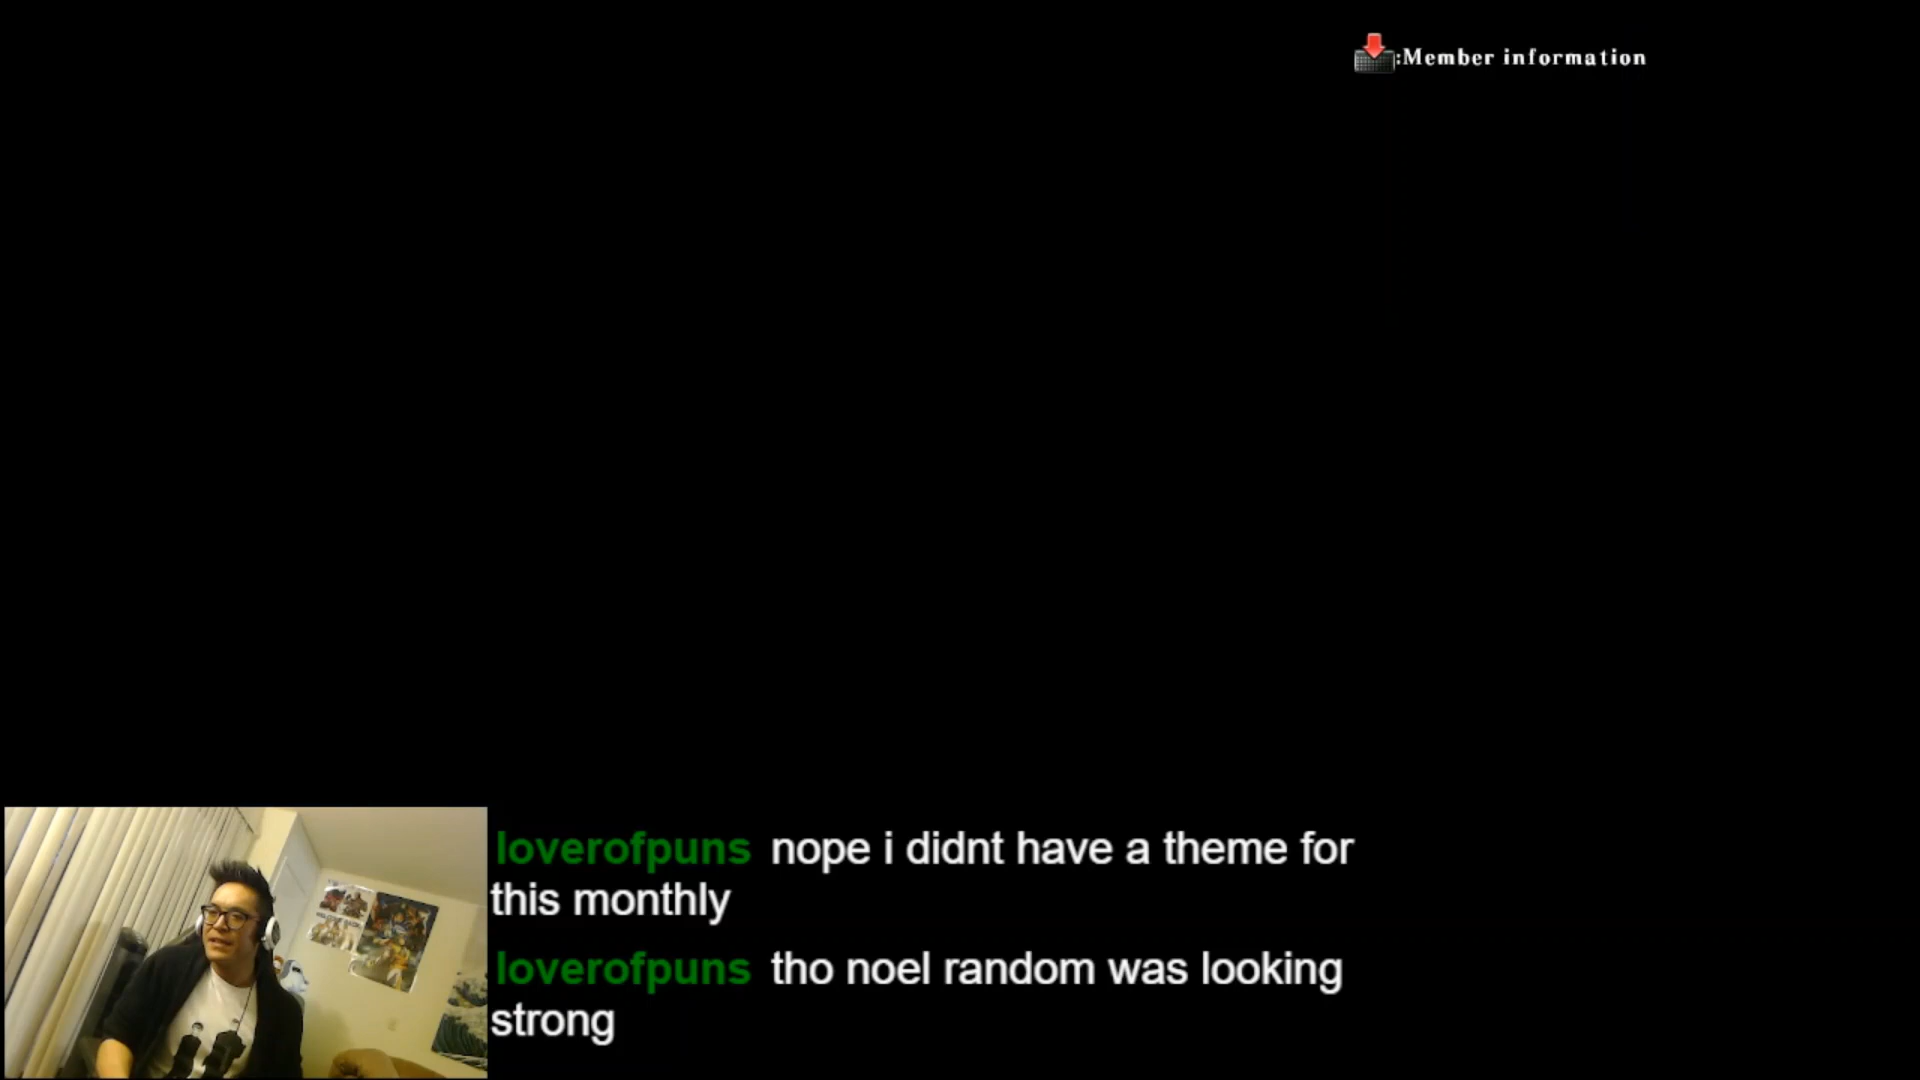 :Member information
loverofpuns nope i didnt have a theme for
this monthly
loverofpuns tho noel random was looking
strong